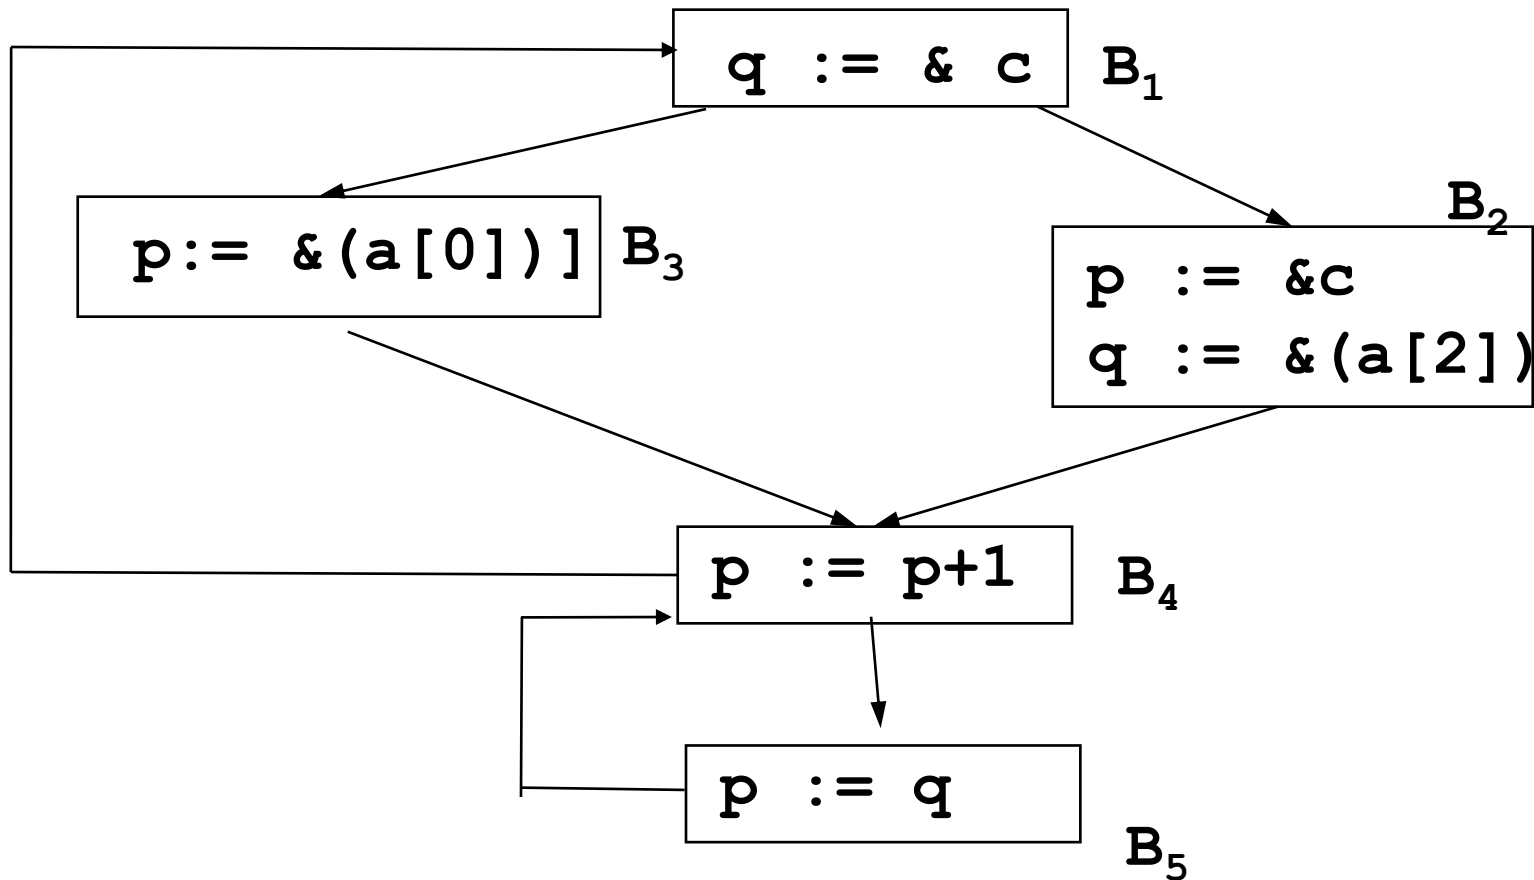 q := & c B1
p:= &(a[0])] B3
B2
p := &c
q := &(a[2])
p := p+1 B4
p := q
B5